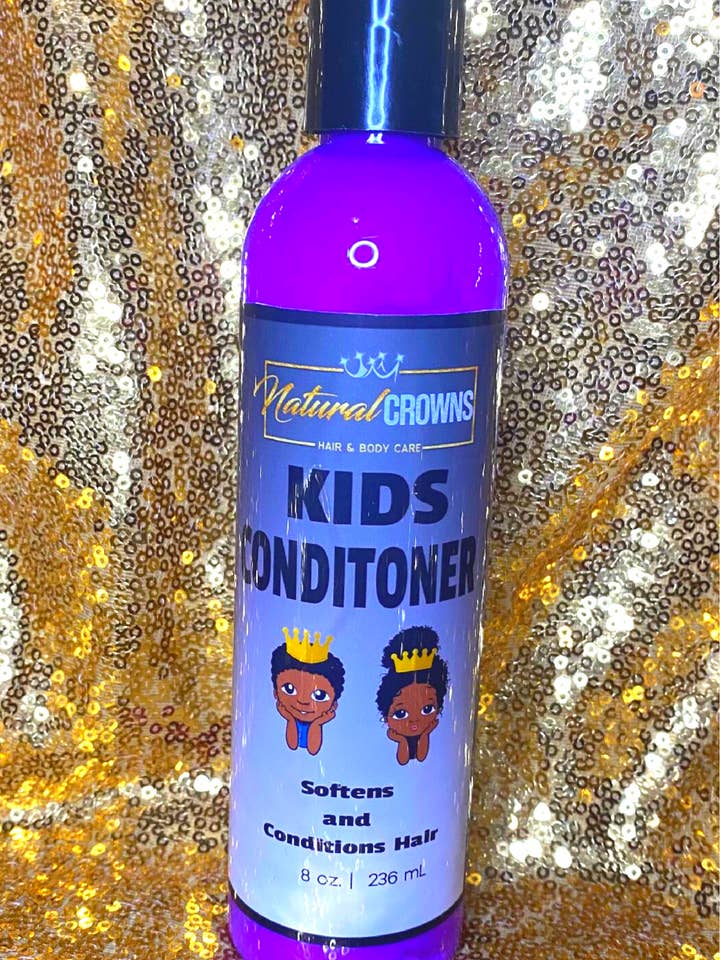 Natural CROWNS
HAIR & BODY CARE
KIDS
CONDITONER
Softens
and
Conditions Hair
8 oz. | 236 mL